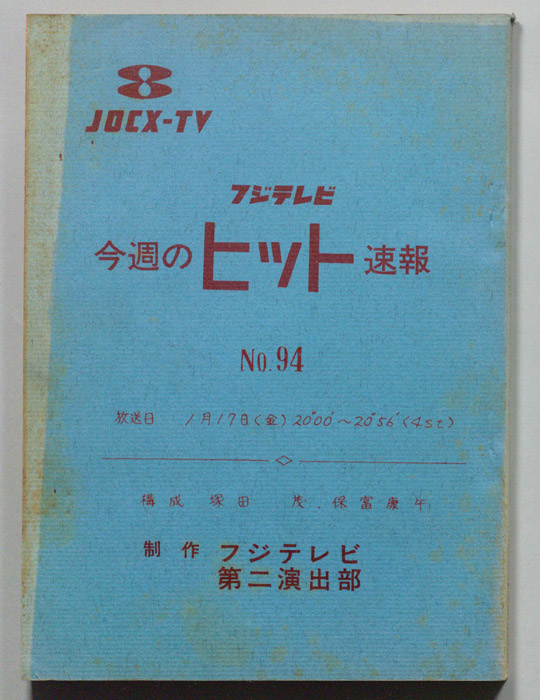 JOCX-TV
フジテレビ
今週のヒット速報
No.94
放送日 1月17日(金)20°00′～20°56′(4st)
構成 塚田 茂、保富康午
制作 フジテレビ
第二演出部